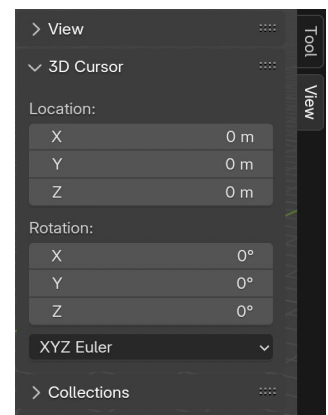 View
Tool
3D Cursor
View
Location:
X 0 m
Y 0 m
Z 0 m
Rotation:
X 0°
Y 0°
Z 0°
XYZ Euler
Collections